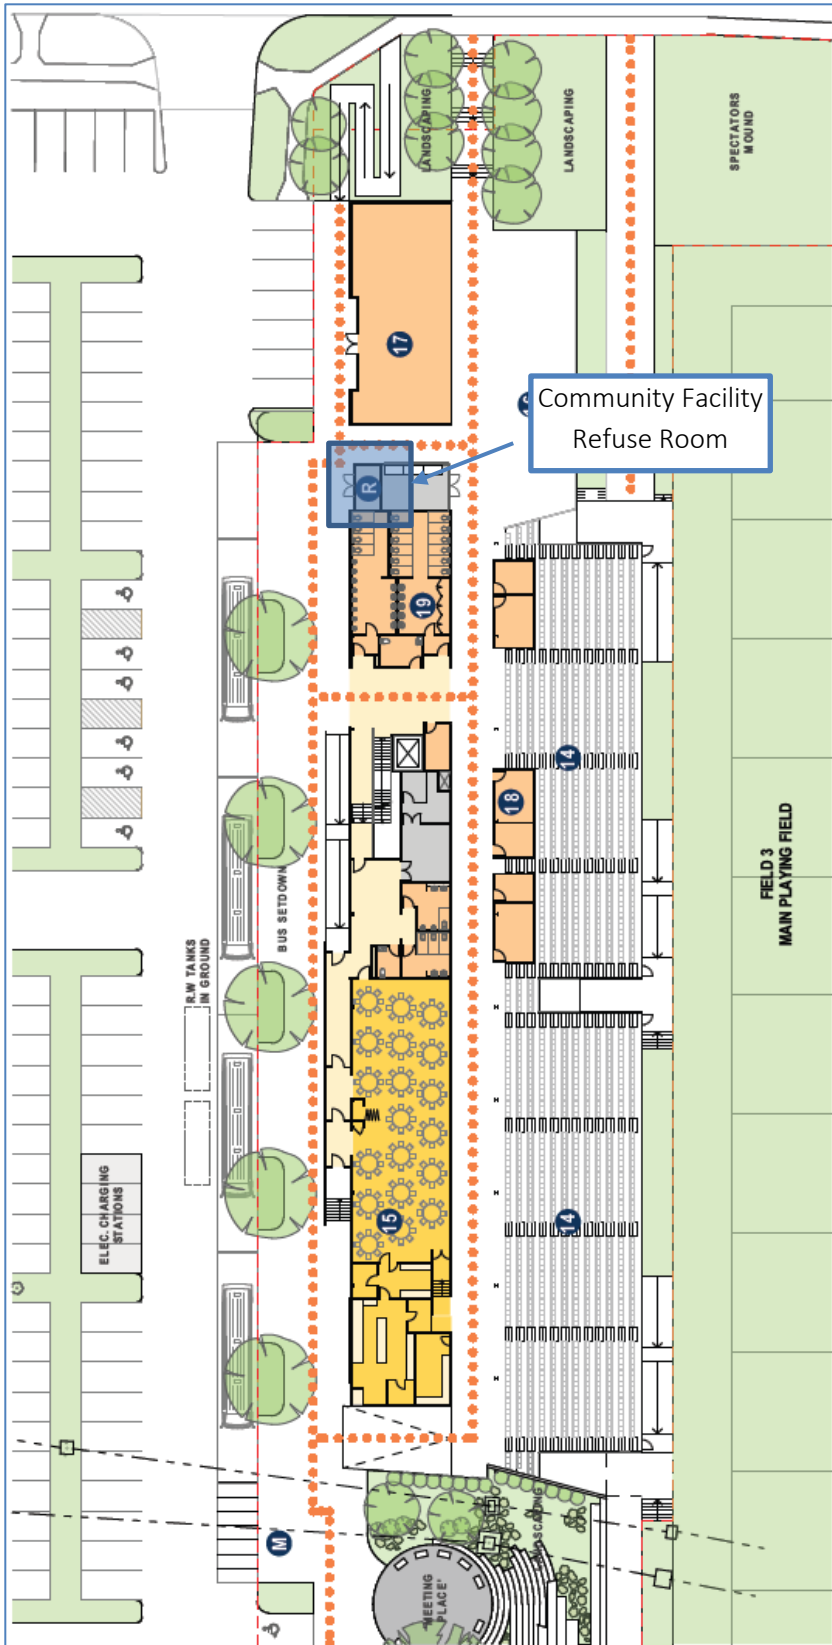 LANDSCAPING
LANDSCAPING
SPECTATORS
MOUND
17
Community Facility
Refuse Room
R
19
14
18
FIELD 3
MAIN PLAYING FIELD
BUS SETDOWN
R.W TANKS
IN GROUND
15
14
ELEC. CHARGING
STATIONS
M
LANDSCAPING
'MEETING
PLACE'